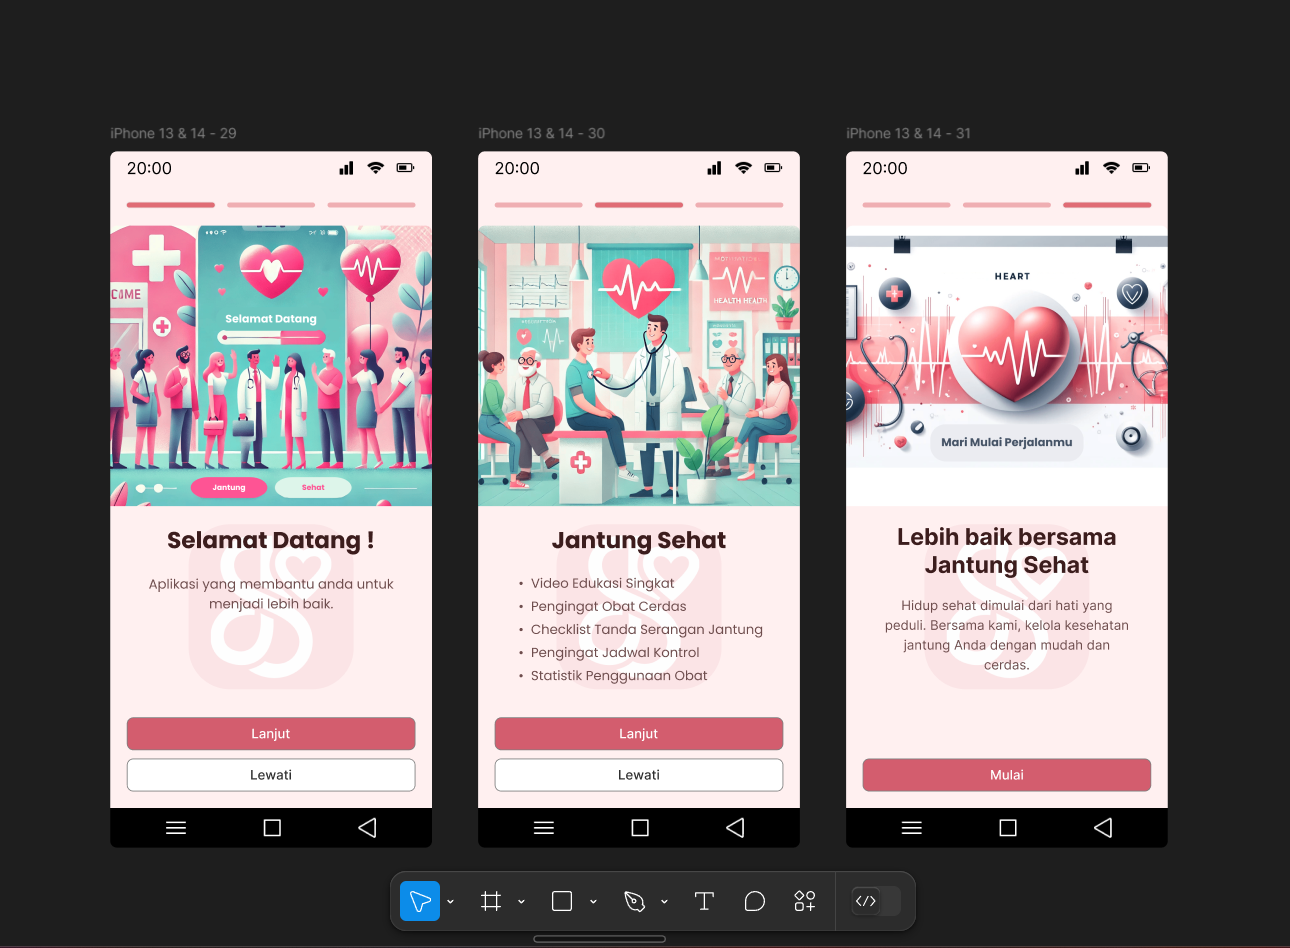 iPhone 13 & 14 - 29
20:00
COME
Selamat Datang
Jantung
Sehat
Selamat Datang !
Aplikasi yang membantu anda untuk
menjadi lebih baik.
Lanjut
Lewati
iPhone 13 & 14 - 30
20:00
HEALTH HEALTH
Jantung Sehat
• Video Edukasi Singkat
• Pengingat Obat Cerdas
• Checklist Tanda Serangan Jantung
• Pengingat Jadwal Kontrol
• Statistik Penggunaan Obat
Lanjut
Lewati
iPhone 13 & 14 - 31
20:00
HEART
Mari Mulai Perjalanmu
Lebih baik bersama
Jantung Sehat
Hidup sehat dimulai dari hati yang
peduli. Bersama kami, kelola kesehatan
jantung Anda dengan mudah dan
cerdas.
Mulai